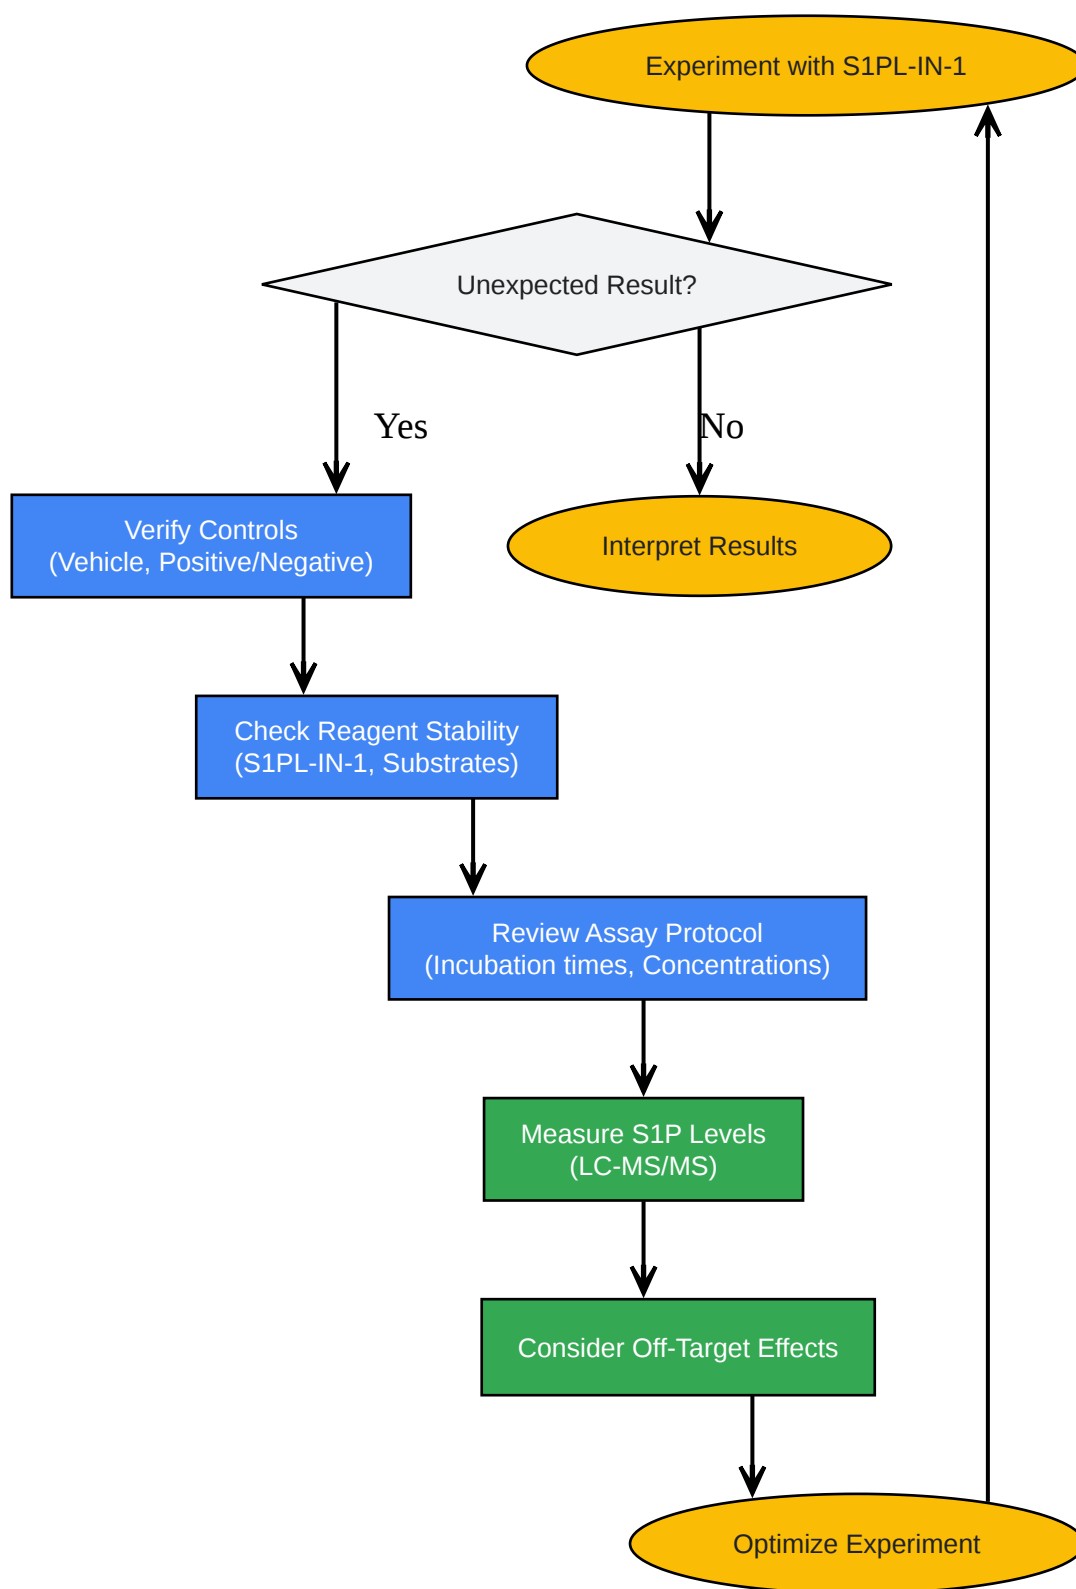 Experiment with S1PL-IN-1
Unexpected Result?
Yes
No
Verify Controls
(Vehicle, Positive/Negative)
Interpret Results
Check Reagent Stability
(S1PL-IN-1, Substrates)
Review Assay Protocol
(Incubation times, Concentrations)
Measure S1P Levels
(LC-MS/MS)
Consider Off-Target Effects
Optimize Experiment